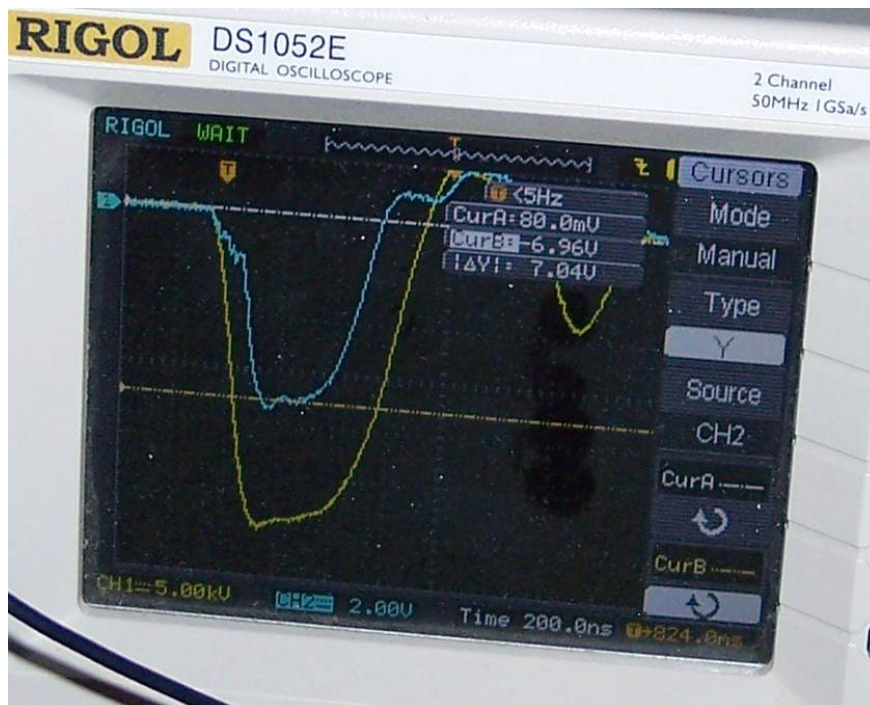 RIGOL DS1052E
DIGITAL OSCILLOSCOPE
2 Channel
50MHz 1GSa/s
RIGOL WAIT
T
T
Cursors
Mode
Manual
Type
Y
Source
CH2
CurA
CurB
T <5Hz
CurA=80.0mV
CurB=-6.96V
|ΔY|= 7.04V
1
CH1 5.00kV CH2 2.00V Time 200.0ns T→824.0ns